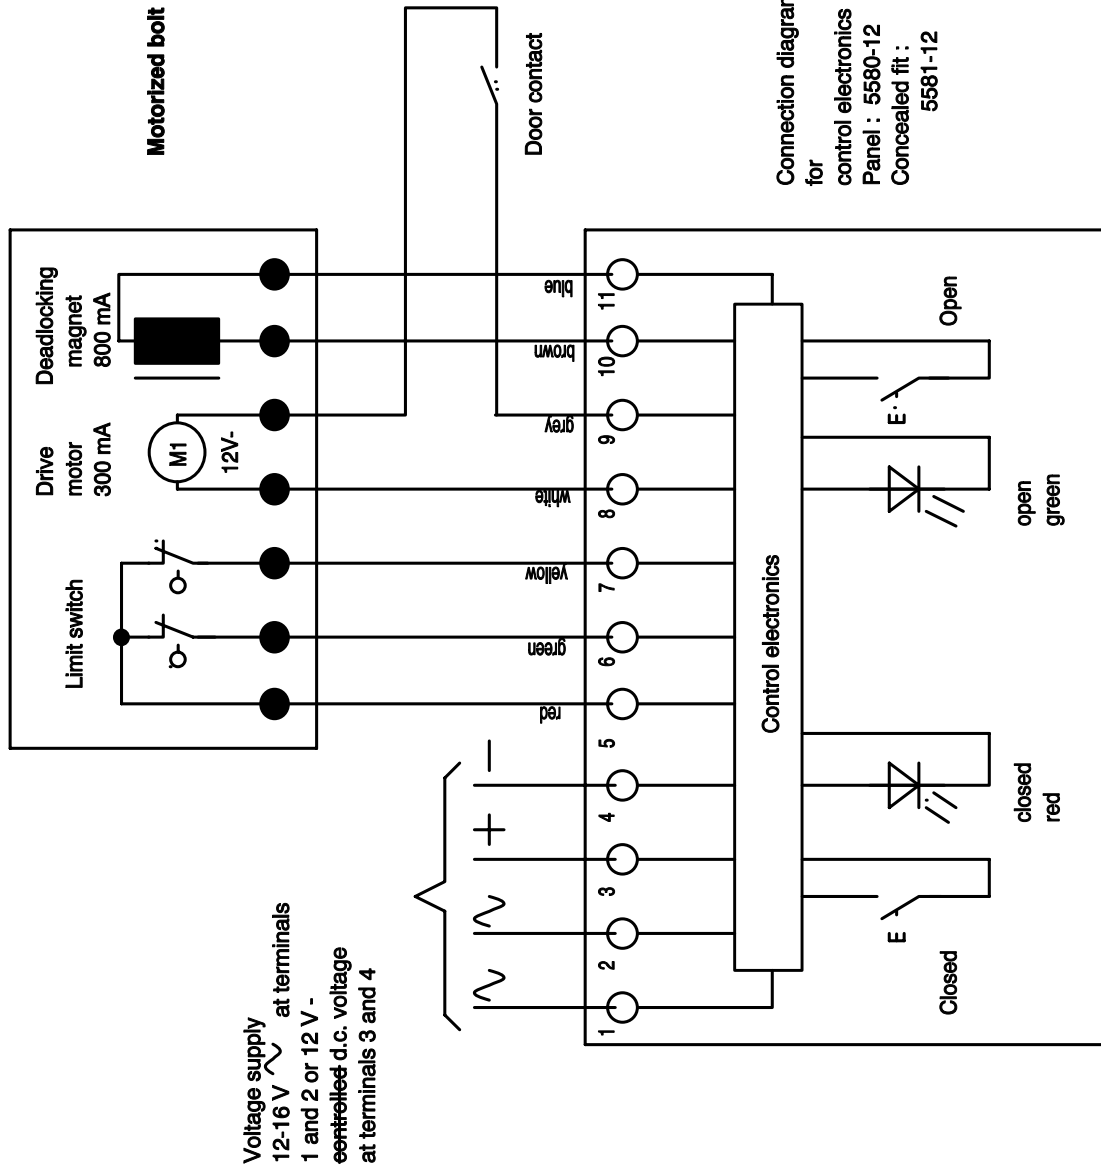 Motorized bolt
Deadlocking
magnet
800 mA
Drive
motor
300 mA
M1
12V-
Limit switch
Door contact
Connection diagram
for
control electronics
Panel : 5580-12
Concealed fit :
5581-12
Voltage supply
12-16 V ~ at terminals
1 and 2 or 12 V -
controlled d.c. voltage
at terminals 3 and 4
~
~
+
−
red
green
yellow
white
grey
brown
blue
1
2
3
4
5
6
7
8
9
10
11
Control electronics
E
Closed
closed
red
open
green
E
Open